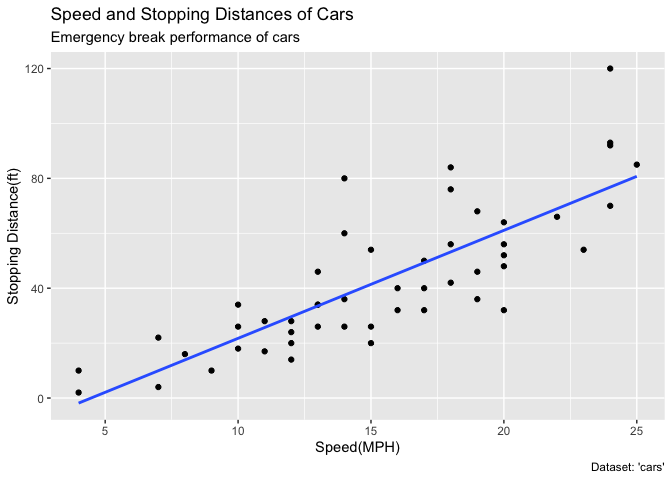 Speed and Stopping Distances of Cars
Emergency break performance of cars
Stopping Distance(ft)
120
80
40
0
5 10 15 20 25
Speed(MPH)
Dataset: 'cars'